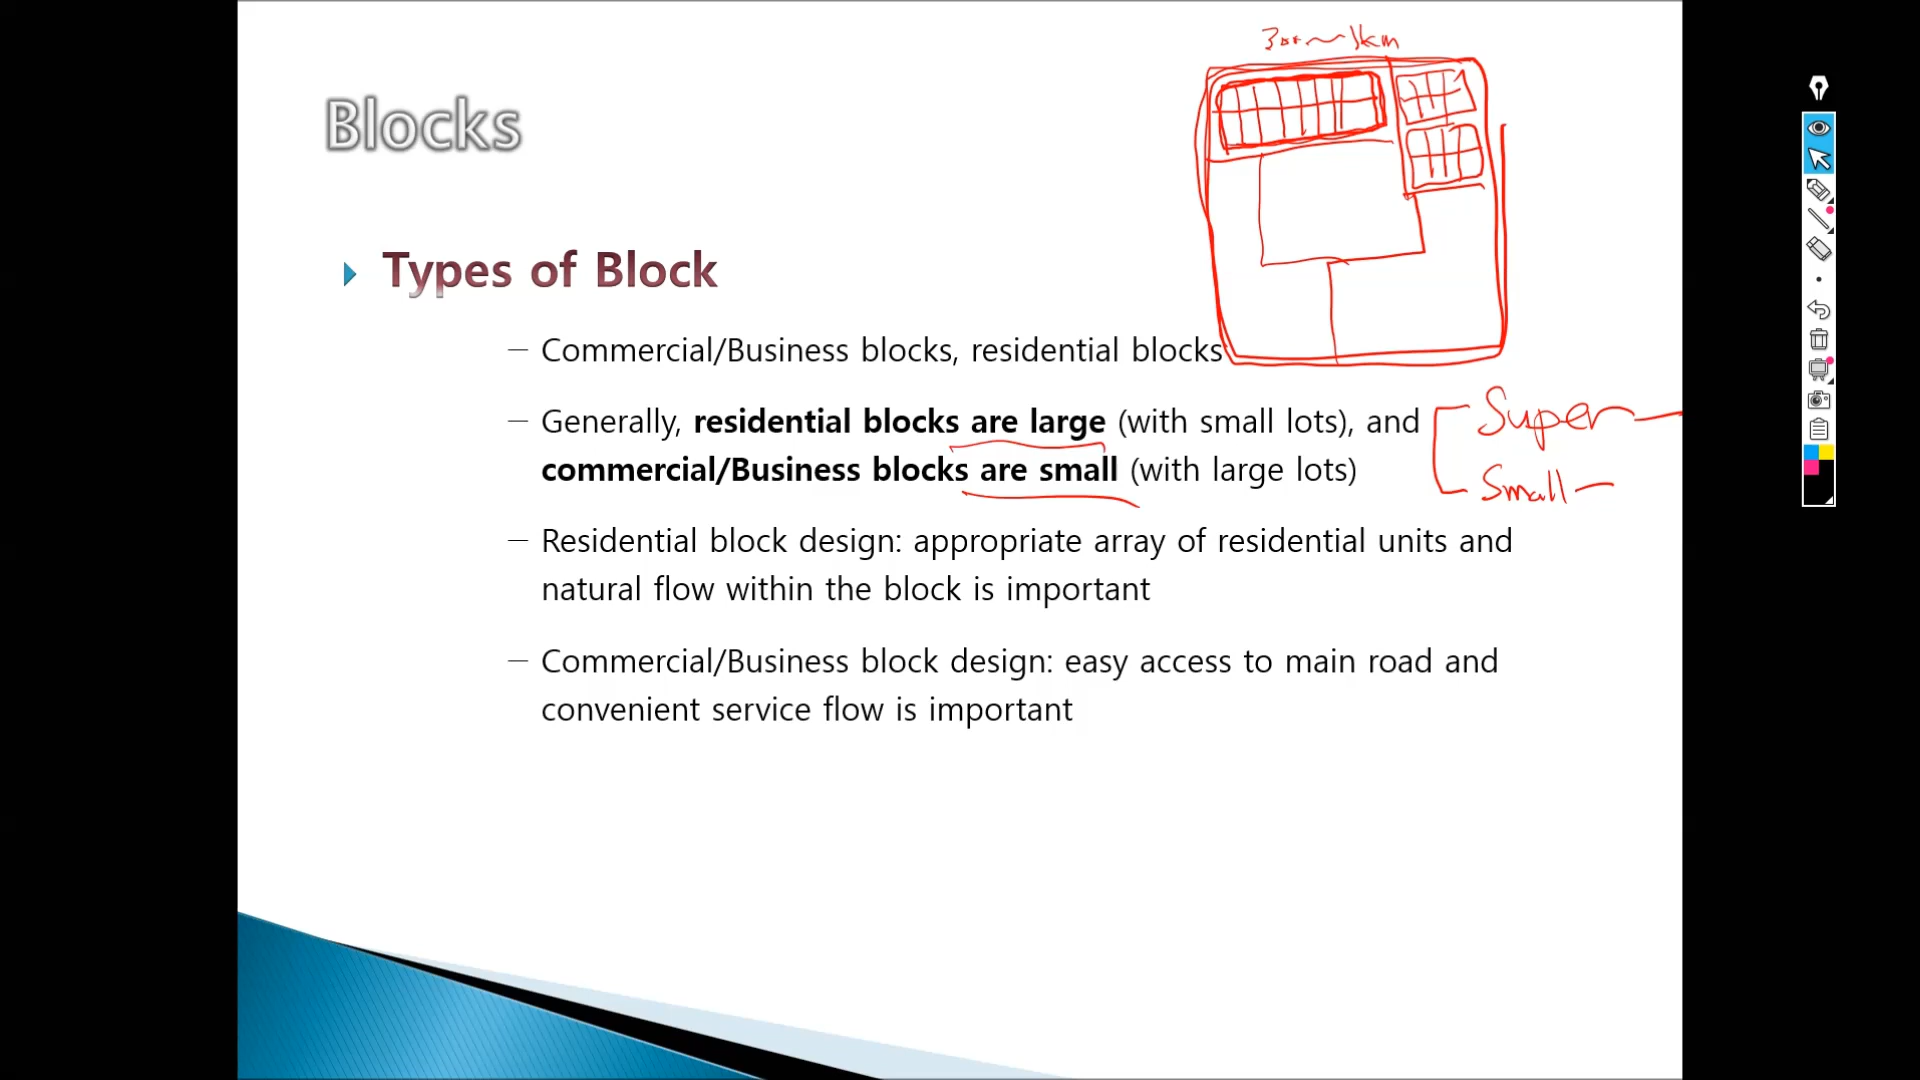 300~1km
Blocks
Types of Block
– Commercial/Business blocks, residential blocks
– Generally, residential blocks are large (with small lots), and
commercial/Business blocks are small (with large lots)
Super—
Small–
– Residential block design: appropriate array of residential units and
natural flow within the block is important
– Commercial/Business block design: easy access to main road and
convenient service flow is important